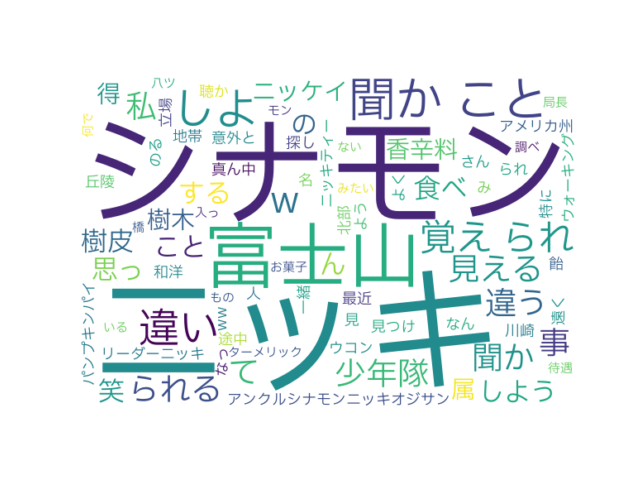 シナモン
ニッキ
富士山
聞か
こと
しよ
私
の
ニッケイ
得
八ツ
聴か
立場
何で
地帯
意外と
探し
モン
ニッキティー
ない
香辛料
さん
アメリカ州
局長
調べ
られ
ウォーキング
丘陵
のる
真ん中
名
みたい
よく
食べ
み
特に
する
w
樹木
入っ
樹皮
橋
こと
北部
よう
覚え
られ
思っ
和洋
お菓子
ん
見える
飴
パンプキンパイ
もの
人
一緒
最近
違う
遠く
いる
ww
違い
途中
見
見つけ
なん
川崎
聞か
事
リーダーニッキ
なっ
ターメリック
て
ウコン
少年隊
待遇
笑
られる
属
しよう
アンクルシナモンニッキオジサン